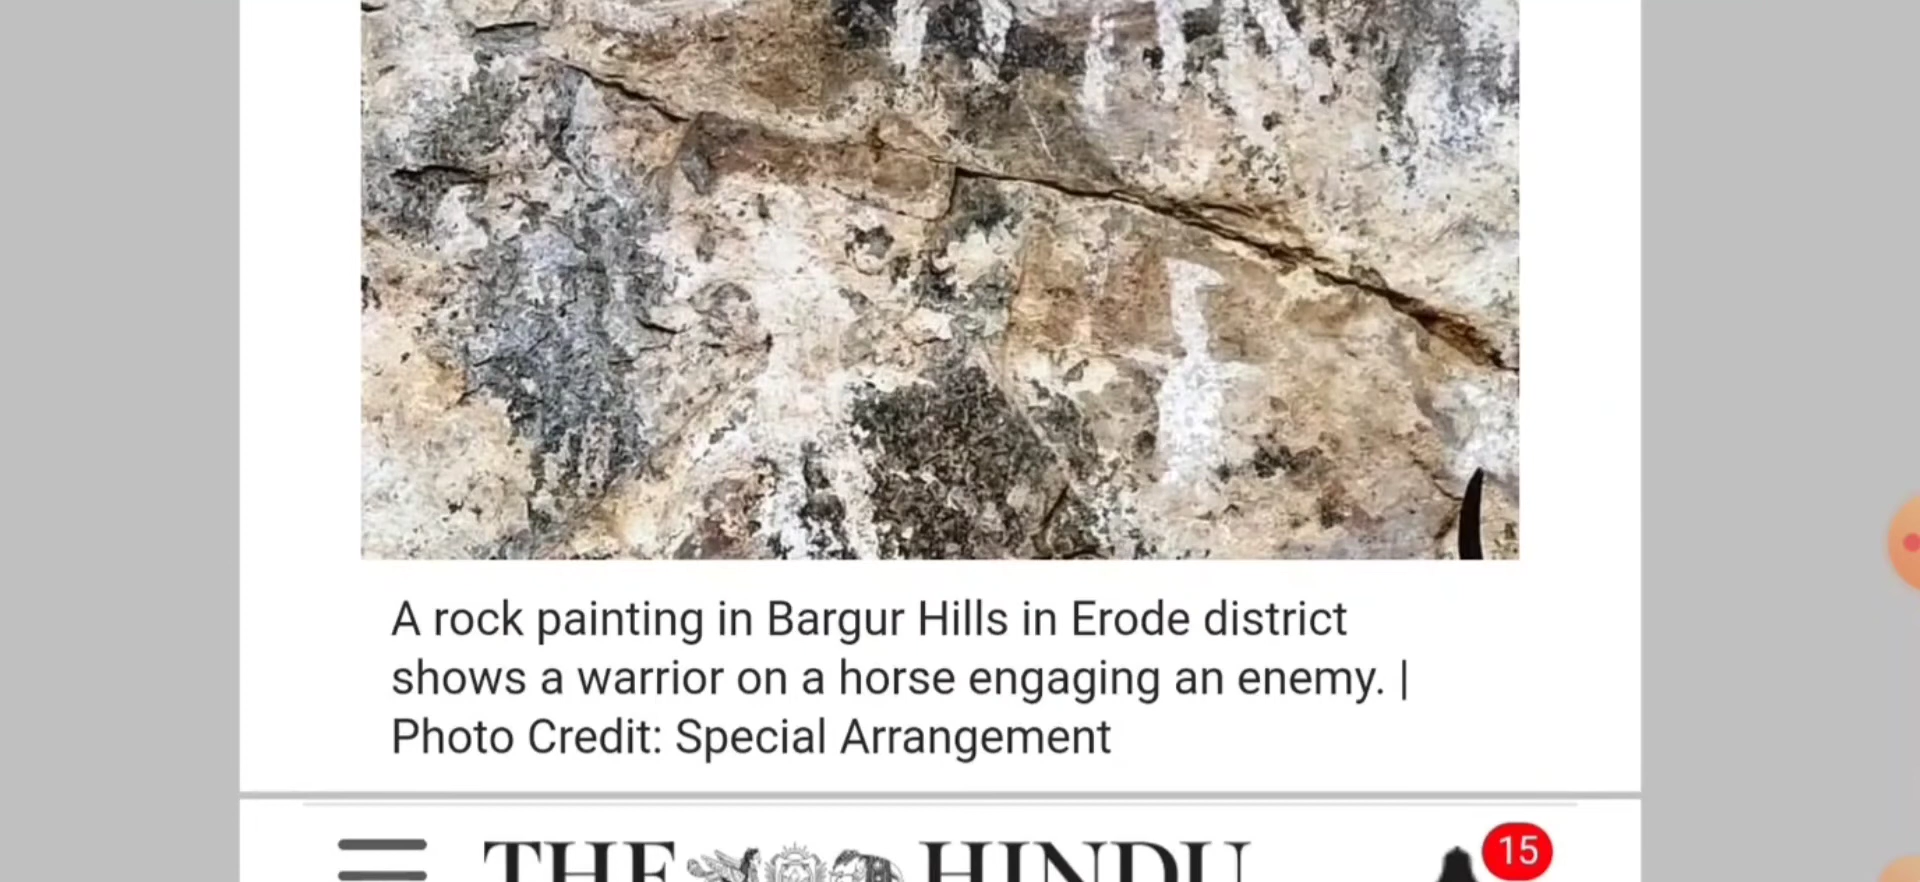 A rock painting in Bargur Hills in Erode district
shows a warrior on a horse engaging an enemy. |
Photo Credit: Special Arrangement
THE HINDU
15